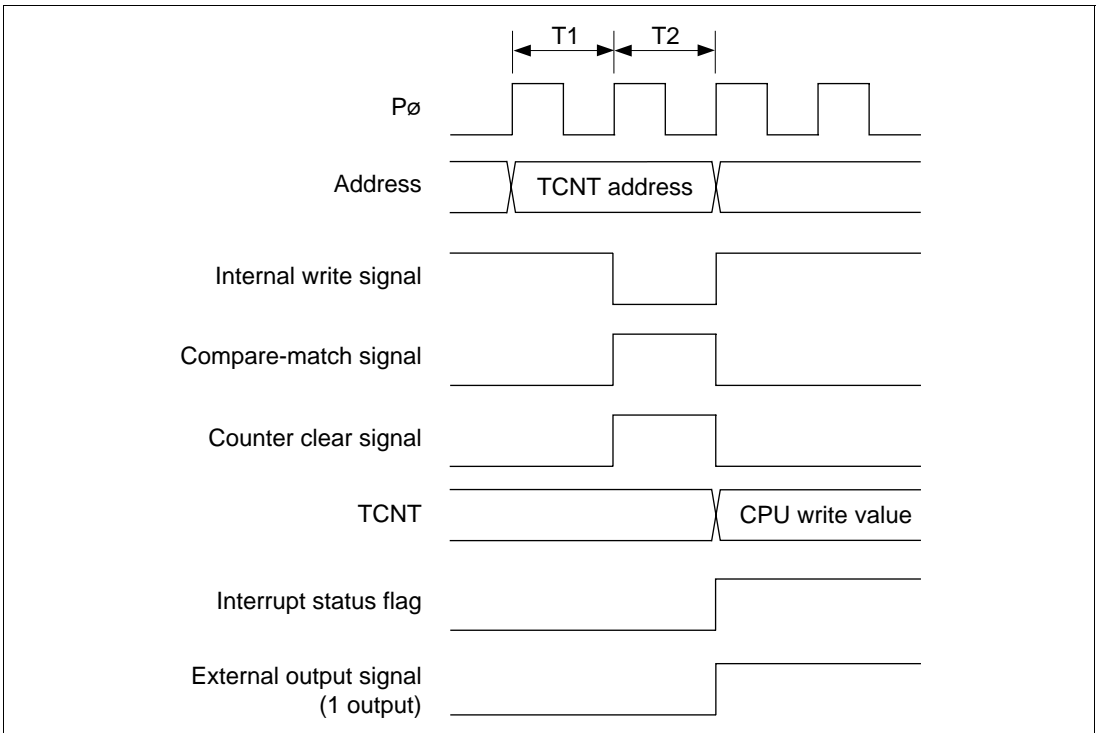 T1 T2
Pø
Address TCNT address
Internal write signal
Compare-match signal
Counter clear signal
TCNT CPU write value
Interrupt status flag
External output signal
(1 output)